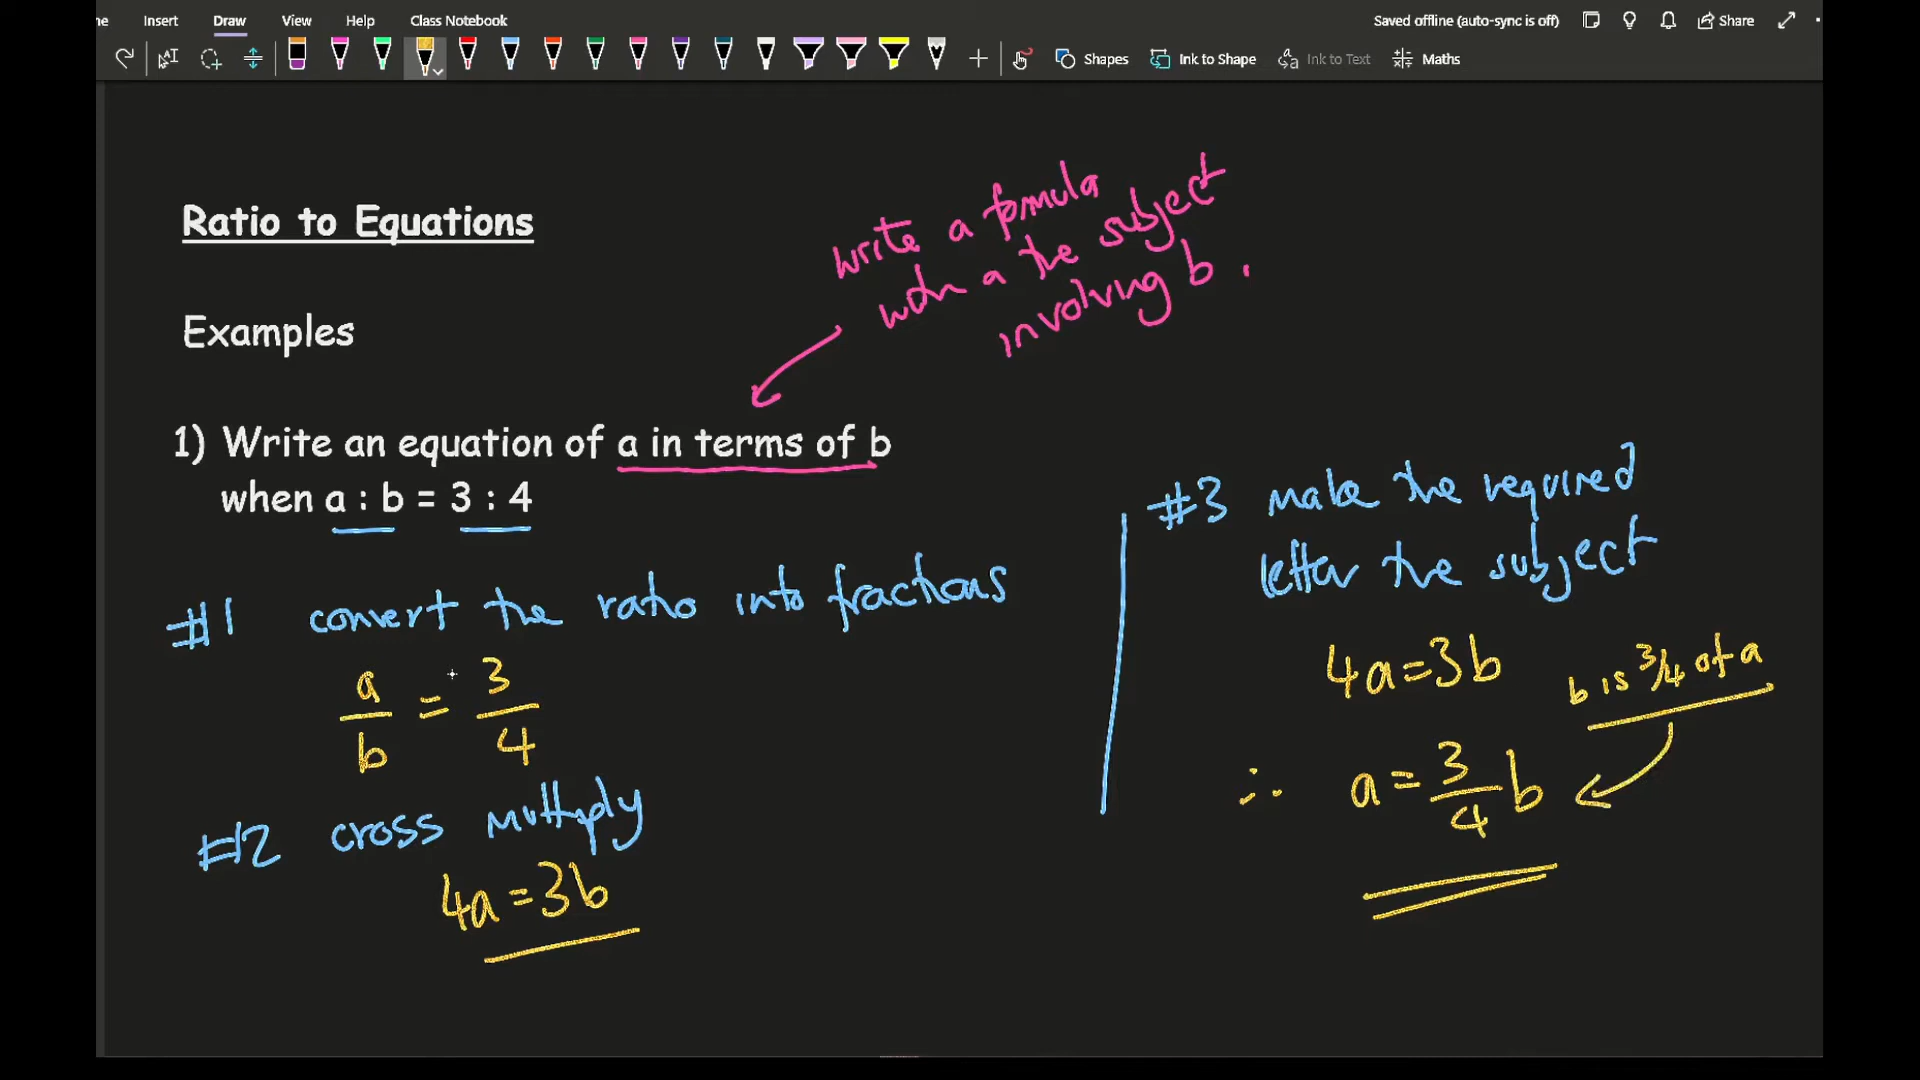 Insert Draw View Help Class Notebook
Saved offline (auto-sync is off) Share
Shapes Ink to Shape Ink to Text Maths
Ratio to Equations
write a formula
with a the subject
involving b.
Examples
1) Write an equation of a in terms of b
when a : b = 3 : 4
#1 convert the ratio into fractions
a/b = 3/4
#2 cross multiply
4a=3b
#3 make the required
letter the subject
4a=3b
b is 3/4 of a
∴ a=3/4 b